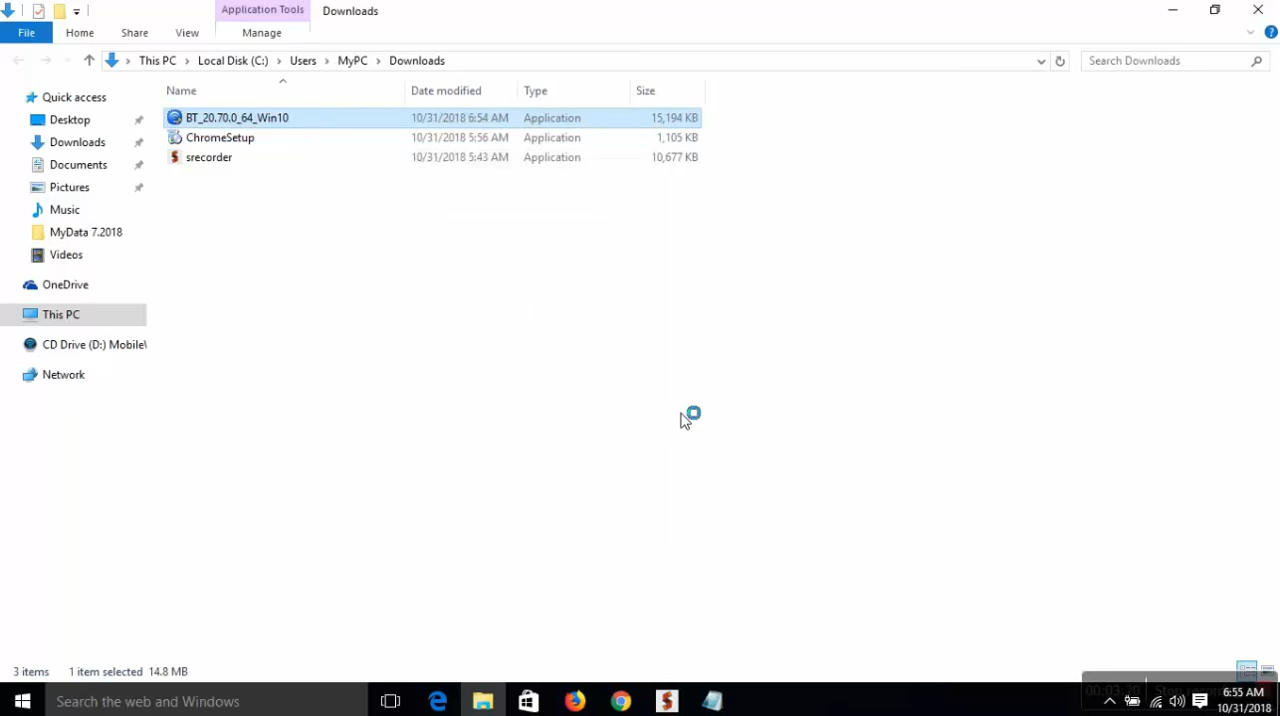 Application Tools Downloads
File Home Share View Manage
This PC Local Disk (C:) Users MyPC Downloads Search Downloads
Name Date modified Type Size
Quick access
Desktop
Downloads
Documents
Pictures
Music
MyData 7.2018
Videos
OneDrive
This PC
CD Drive (D:) Mobile\
Network
BT_20.70.0_64_Win10 10/31/2018 6:54 AM Application 15,194 KB
ChromeSetup 10/31/2018 5:56 AM Application 1,105 KB
srecorder 10/31/2018 5:43 AM Application 10,677 KB
3 items 1 item selected 14.8 MB
Search the web and Windows
6:55 AM
10/31/2018